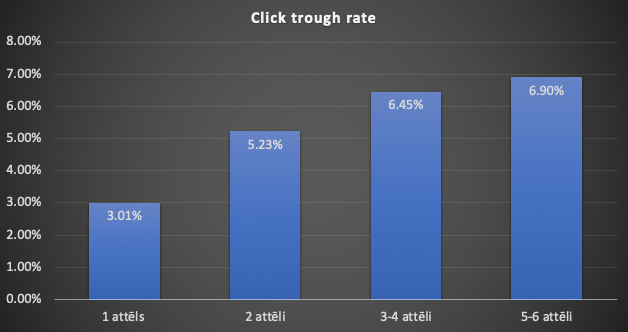 Click trough rate
8.00%
7.00%
6.00%
5.00%
4.00%
3.00%
2.00%
1.00%
0.00%
3.01%
5.23%
6.45%
6.90%
1 attēls
2 attēli
3-4 attēli
5-6 attēli